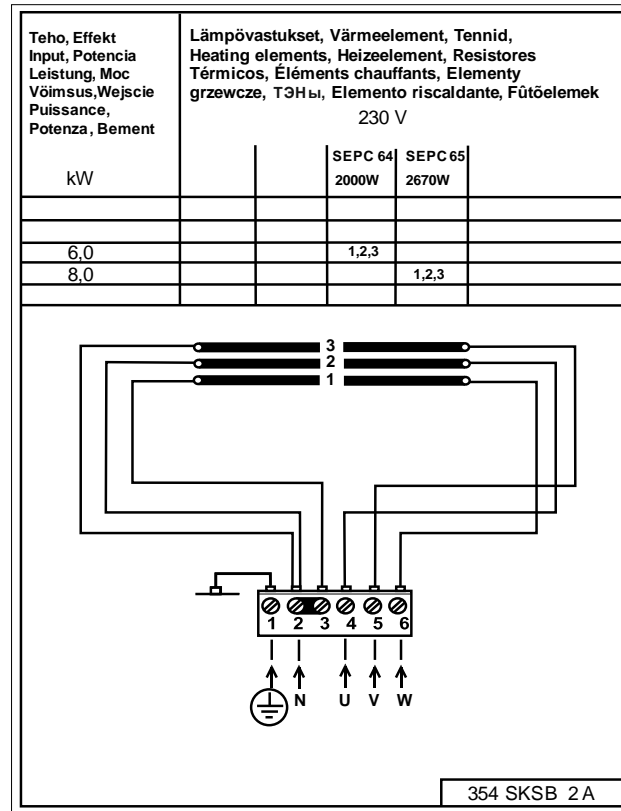 Teho, Effekt
Input, Potencia
Leistung, Moc
Võimsus,Wejscie
Puissance,
Potenza, Bement
Lämpövastukset, Värmeelement, Tennid,
Heating elements, Heizeelement, Resistores
Térmicos, Éléments chauffants, Elementy
grzewcze, ТЭНы, Elemento riscaldante, Fûtõelemek
230 V
kW
SEPC 64 SEPC 65
2000W 2670W
6,0 1,2,3
8,0 1,2,3
3
2
1
1 2 3 4 5 6
N U V W
354 SKSB 2 A